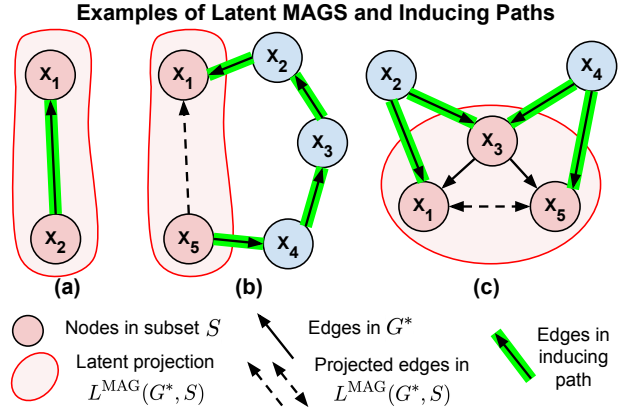 Examples of Latent MAGS and Inducing Paths
X1
X2
(a)
X1
X2
X3
X4
X5
(b)
X2
X4
X3
X1
X5
(c)
Nodes in subset S
Edges in G*
Edges in
inducing
path
Latent projection
L^MAG(G*, S)
Projected edges in
L^MAG(G*, S)